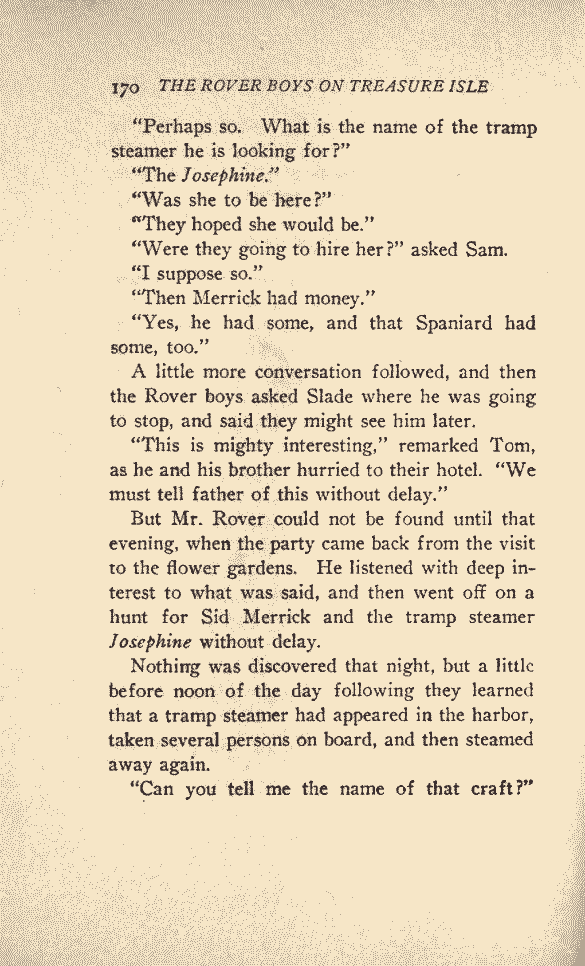 170 THE ROVER BOYS ON TREASURE ISLE
“Perhaps so. What is the name of the tramp
steamer he is looking for?”
“The Josephine.”
“Was she to be here?”
“They hoped she would be.”
“Were they going to hire her?” asked Sam.
“I suppose so.”
“Then Merrick had money.”
“Yes, he had some, and that Spaniard had
some, too.”
A little more conversation followed, and then
the Rover boys asked Slade where he was going
to stop, and said they might see him later.
“This is mighty interesting,” remarked Tom,
as he and his brother hurried to their hotel. “We
must tell father of this without delay.”
But Mr. Rover could not be found until that
evening, when the party came back from the visit
to the flower gardens. He listened with deep in-
terest to what was said, and then went off on a
hunt for Sid Merrick and the tramp steamer
Josephine without delay.
Nothing was discovered that night, but a little
before noon of the day following they learned
that a tramp steamer had appeared in the harbor,
taken several persons on board, and then steamed
away again.
“Can you tell me the name of that craft?”